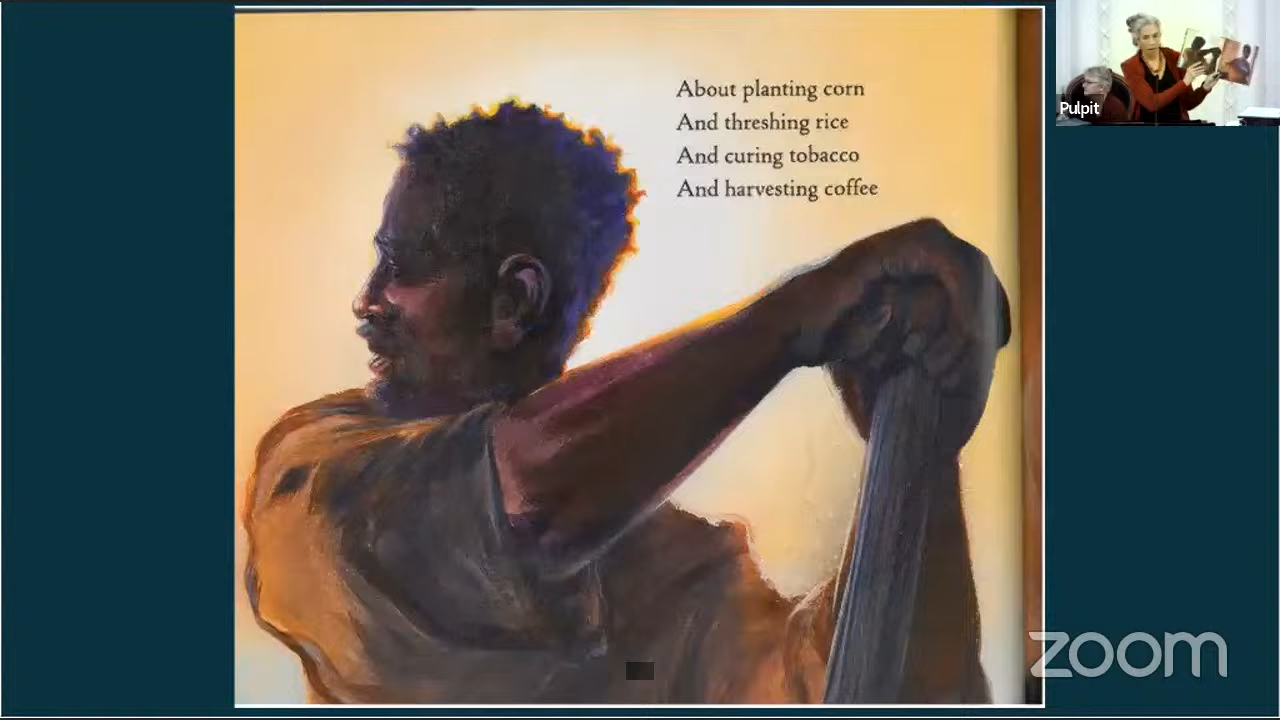 About planting corn
And threshing rice
And curing tobacco
And harvesting coffee
Pulpit
zoom